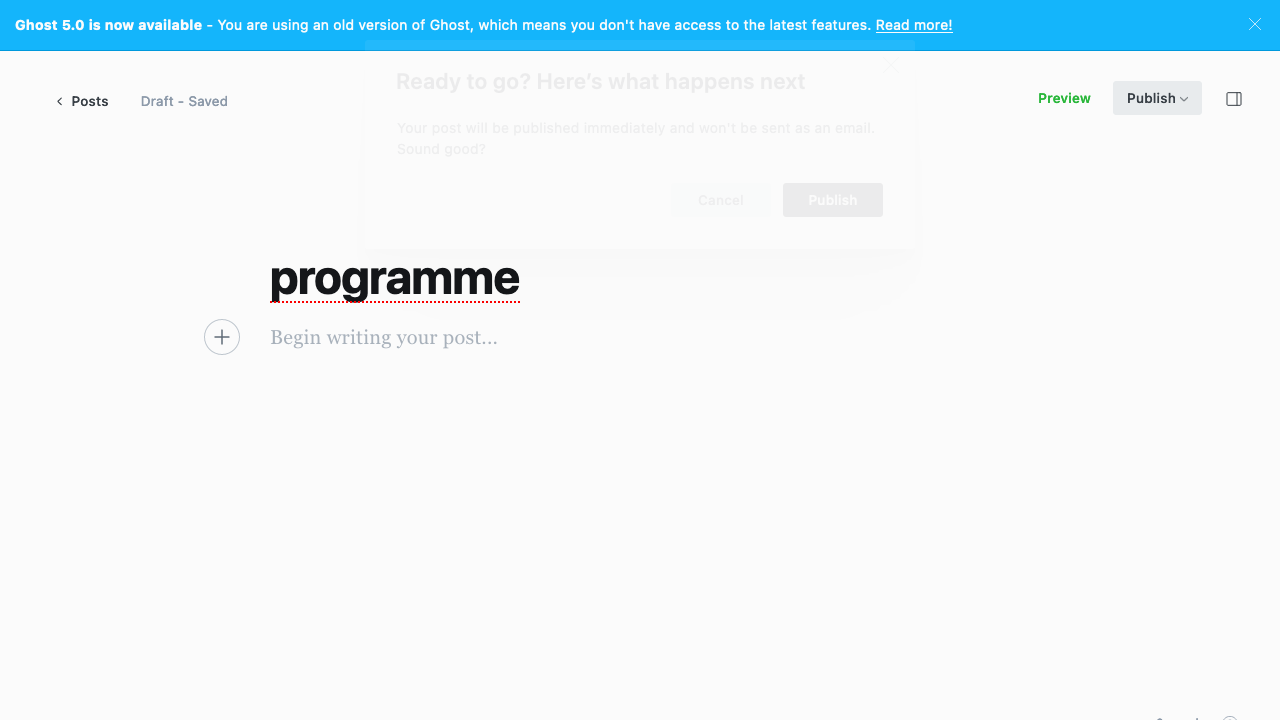 Ghost 5.0 is now available - You are using an old version of Ghost, which means you don't have access to the latest features. Read more!
Ready to go? Here's what happens next
Posts
Draft - Saved
Preview
Publish
Your post will be published immediately and won't be sent as an email.
Sound good?
Cancel
Publish
programme
Begin writing your post...